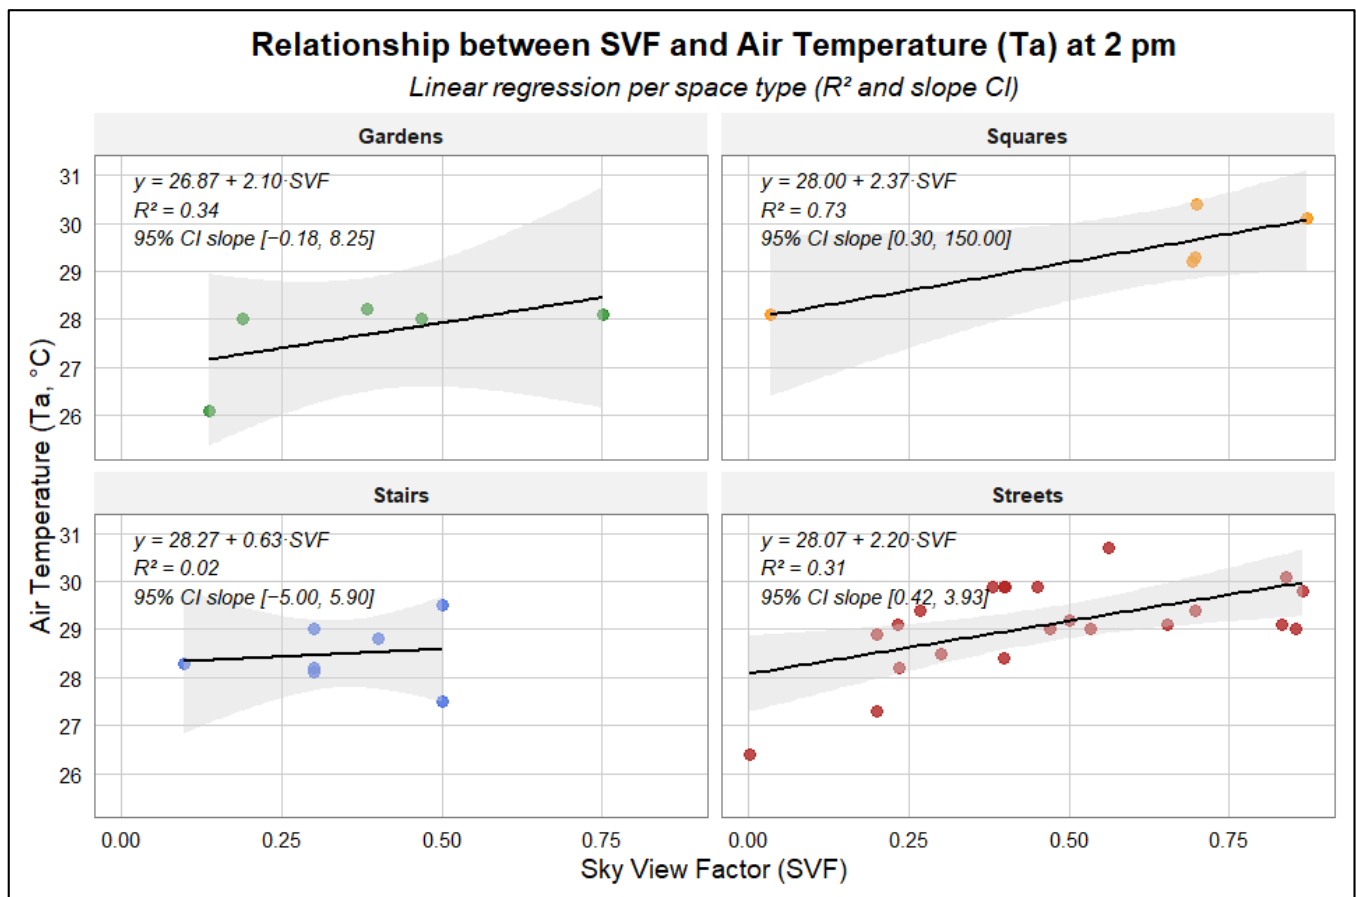 Relationship between SVF and Air Temperature (Ta) at 2 pm
Linear regression per space type (R² and slope CI)
Gardens
Squares
y = 26.87 + 2.10·SVF
R² = 0.34
95% CI slope [−0.18, 8.25]
y = 28.00 + 2.37·SVF
R² = 0.73
95% CI slope [0.30, 150.00]
31
30
29
28
27
26
Stairs
Streets
y = 28.27 + 0.63·SVF
R² = 0.02
95% CI slope [−5.00, 5.90]
y = 28.07 + 2.20·SVF
R² = 0.31
95% CI slope [0.42, 3.93]
31
30
29
28
27
26
Air Temperature (Ta, °C)
0.00 0.25 0.50 0.75 0.00 0.25 0.50 0.75
Sky View Factor (SVF)